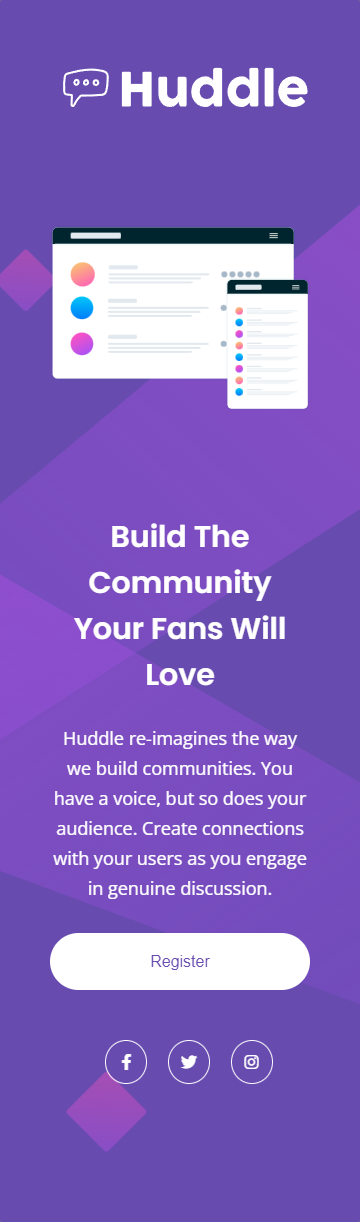 Huddle
Build The
Community
Your Fans Will
Love
Huddle re-imagines the way
we build communities. You
have a voice, but so does your
audience. Create connections
with your users as you engage
in genuine discussion.
Register